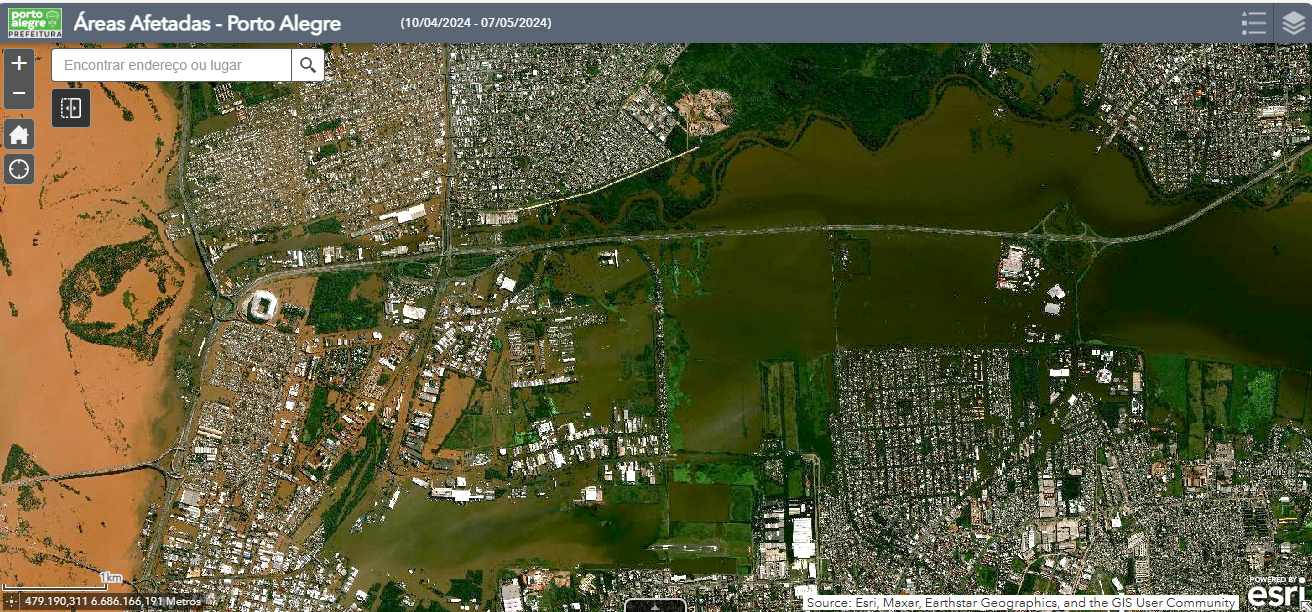 porto
alegre
PREFEITURA
Áreas Afetadas - Porto Alegre
(10/04/2024 - 07/05/2024)
+
Encontrar endereço ou lugar
−
1km
479.190,311 6.686.166,191 Metros
Source: Esri, Maxar, Earthstar Geographics, and the GIS User Community
POWERED BY
esri